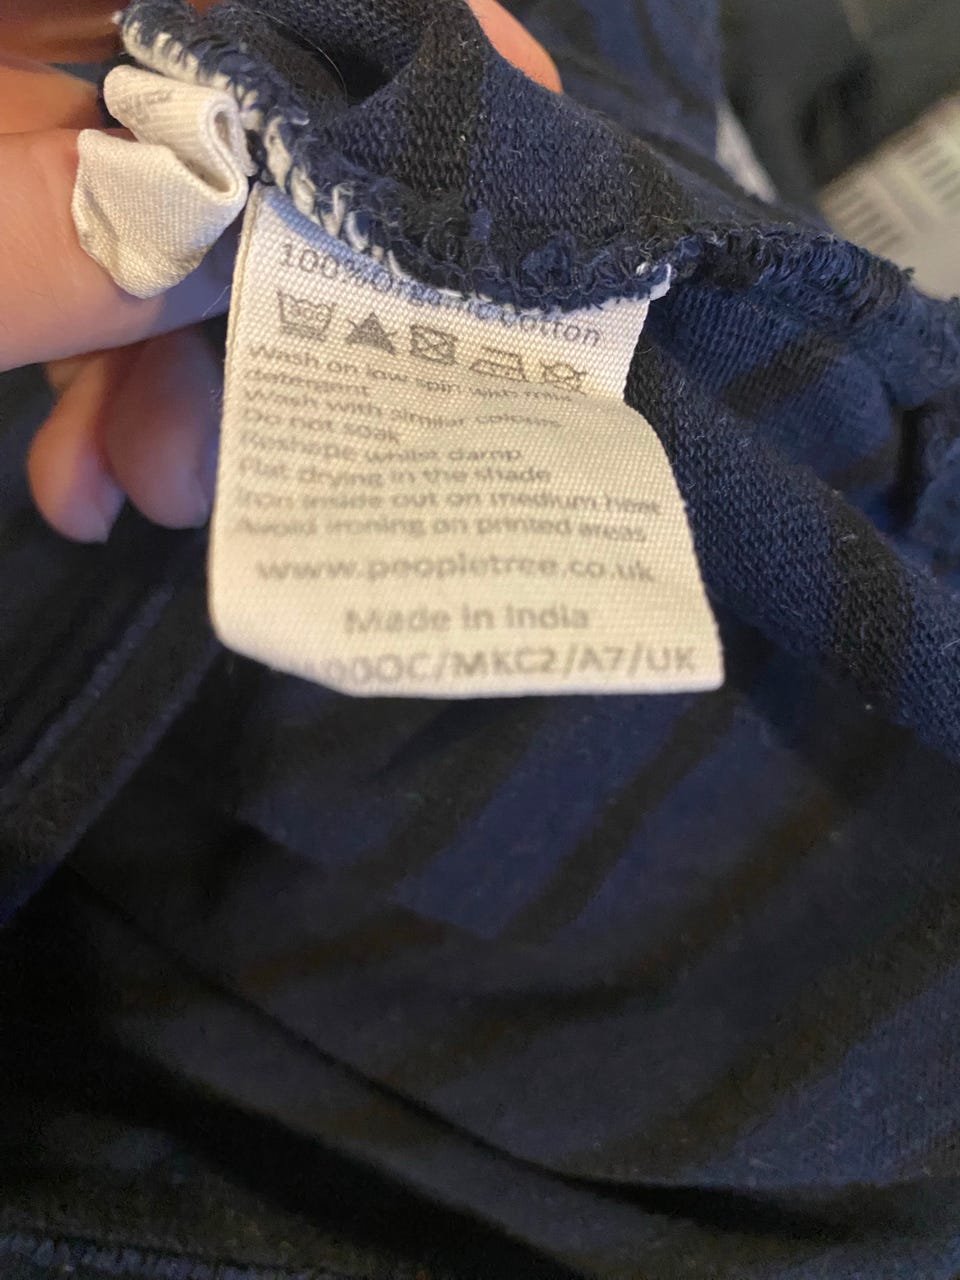 100% Cotton
Wash on low spin, with mild
detergent
Wash with similar colours
Do not soak
Reshape whilst damp
Flat drying in the shade
Iron inside out on medium heat
Avoid ironing on printed areas
www.peopletree.co.uk
Made in India
00OC/MKC2/A7/UK